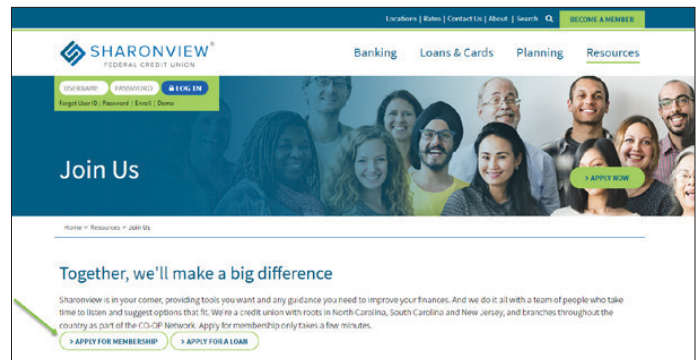 Locations | Rates | Contact Us | About | Search BECOME A MEMBER
SHARONVIEW®
FEDERAL CREDIT UNION
Banking Loans & Cards Planning Resources
USERNAME PASSWORD LOG IN
Forgot User ID | Password | Enroll | Demo
Join Us
> APPLY NOW
Home > Resources > Join Us
Together, we'll make a big difference
Sharonview is in your corner, providing tools you want and any guidance you need to improve your finances. And we do it all with a team of people who take
time to listen and suggest options that fit. We're a credit union with roots in North Carolina, South Carolina and New Jersey, and branches throughout the
country as part of the CO-OP Network. Apply for membership only takes a few minutes.
> APPLY FOR MEMBERSHIP > APPLY FOR A LOAN